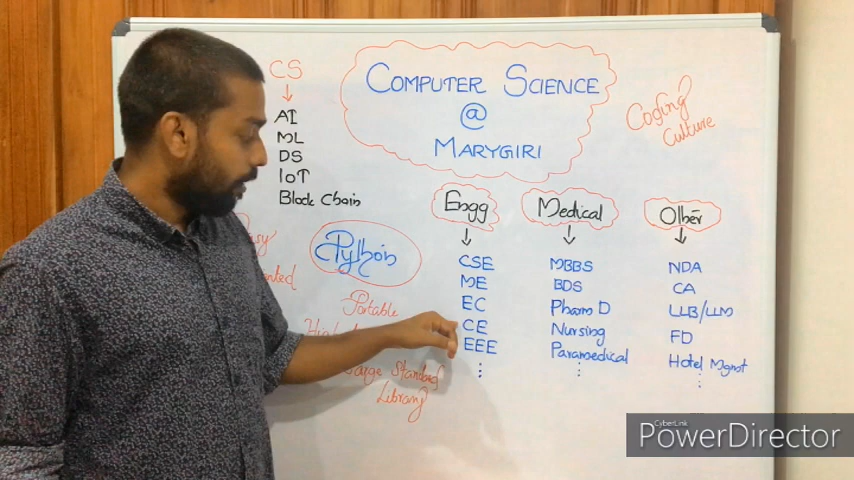 CS
AI
ML
DS
IoT
Block Chain
COMPUTER SCIENCE
@
MARYGIRI
Coding
Culture
Engg
CSE
ME
EC
CE
EEE
Medical
MBBS
BDS
Pharm D
Nursing
Paramedical
Other
NDA
CA
LLB/LLM
FD
Hotel Mgmt
Python
Portable
Standard
Library
CyberLink
PowerDirector